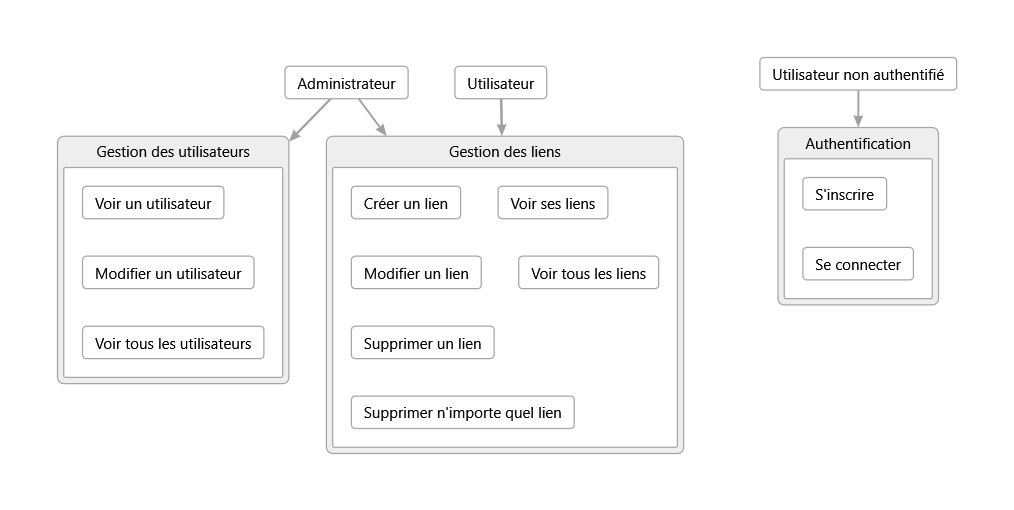 Administrateur
Utilisateur
Utilisateur non authentifié
Gestion des utilisateurs
Voir un utilisateur
Modifier un utilisateur
Voir tous les utilisateurs
Gestion des liens
Créer un lien
Voir ses liens
Modifier un lien
Voir tous les liens
Supprimer un lien
Supprimer n'importe quel lien
Authentification
S'inscrire
Se connecter